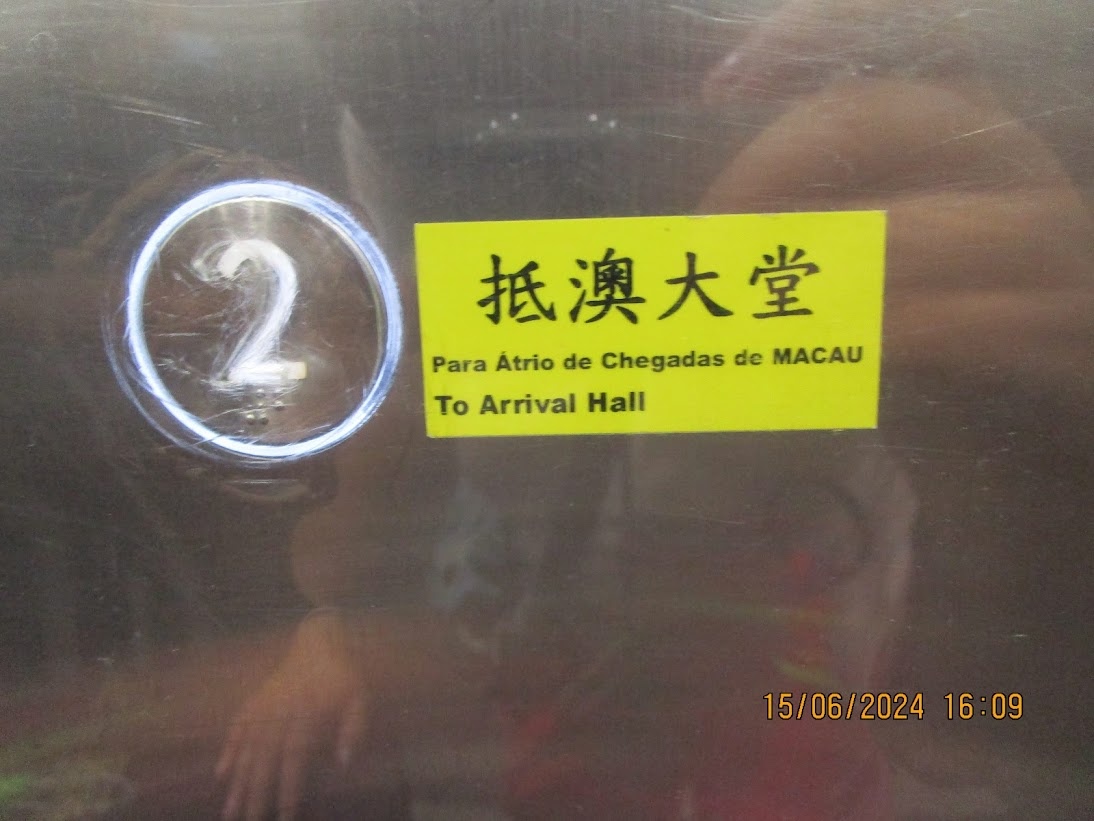 2
抵澳大堂
Para Átrio de Chegadas de MACAU
To Arrival Hall
15/06/2024 16:09